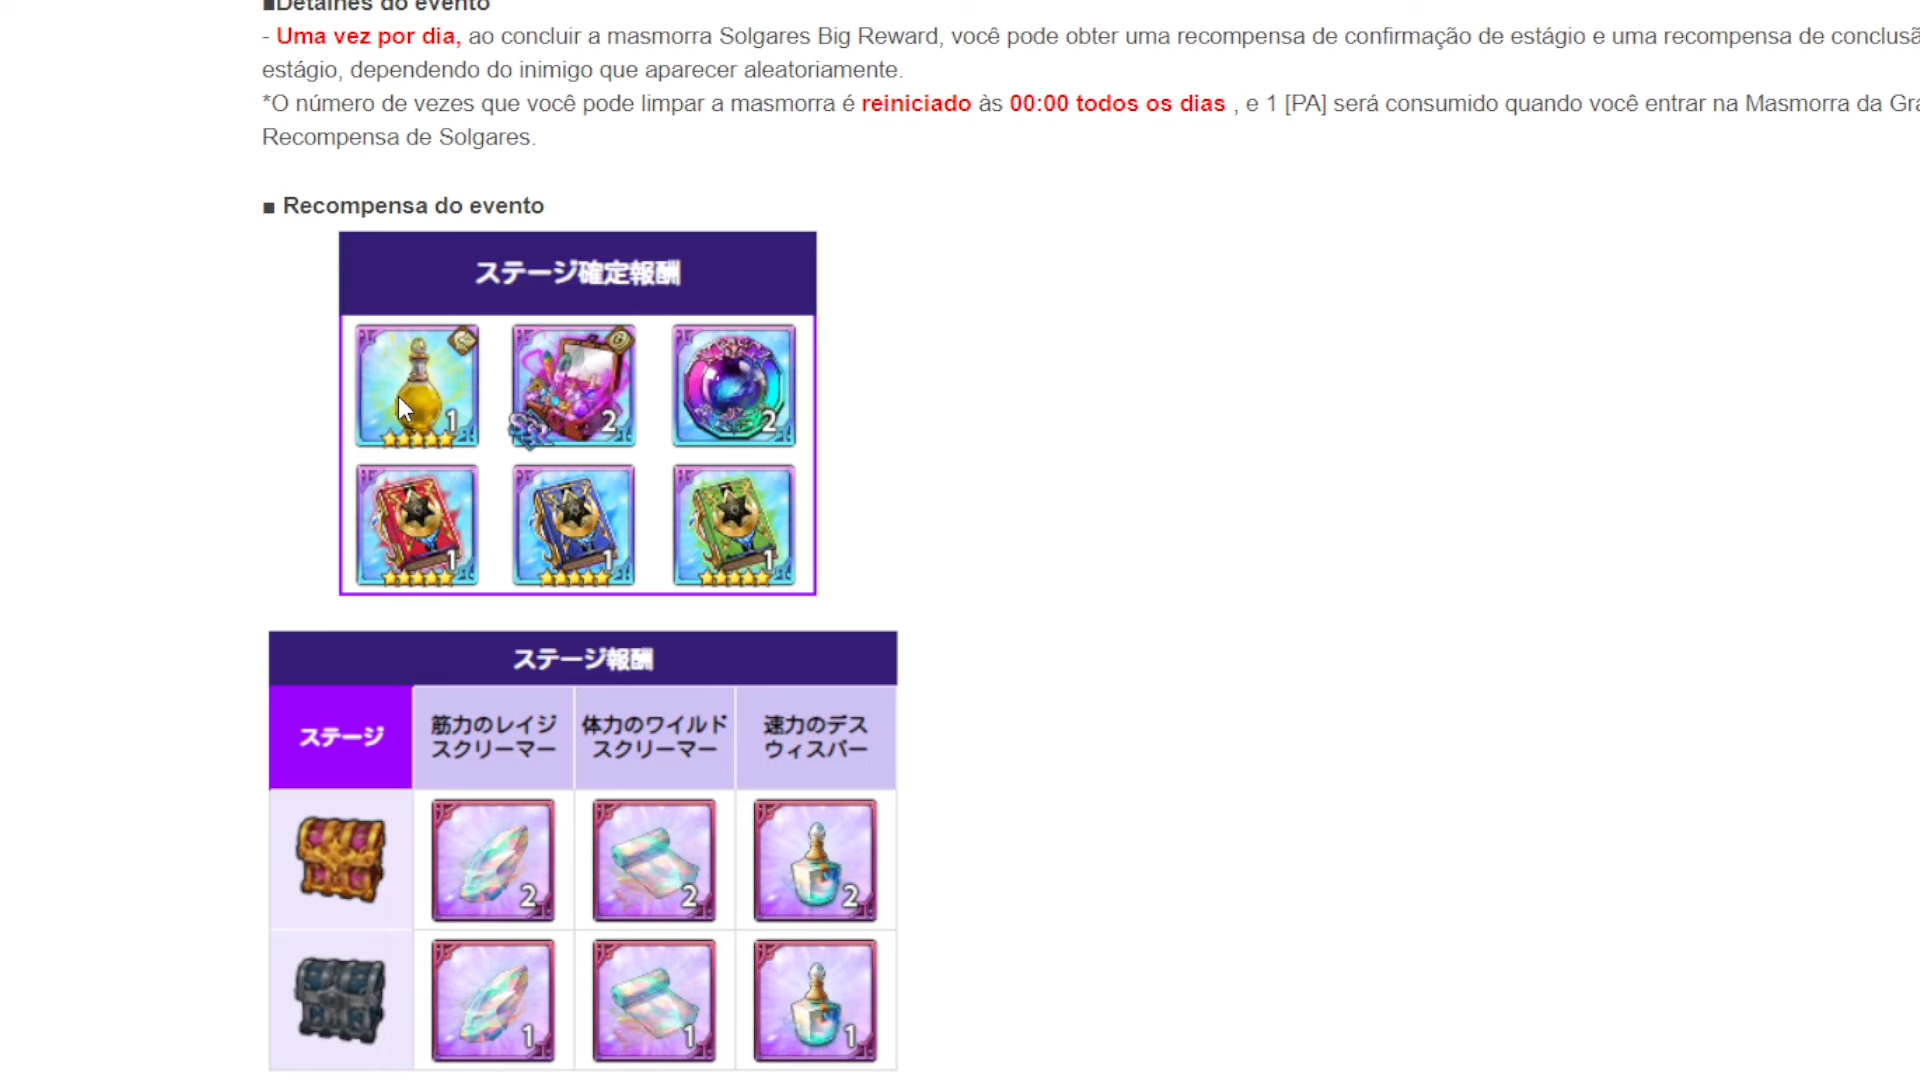 ■Detalhes do evento
- Uma vez por dia, ao concluir a masmorra Solgares Big Reward, você pode obter uma recompensa de confirmação de estágio e uma recompensa de conclusã
estágio, dependendo do inimigo que aparecer aleatoriamente.
*O número de vezes que você pode limpar a masmorra é reiniciado às 00:00 todos os dias , e 1 [PA] será consumido quando você entrar na Masmorra da Gra
Recompensa de Solgares.
■ Recompensa do evento
ステージ確定報酬
1 2 2
1 1 1
ステージ報酬
ステージ
筋力のレイジ
スクリーマー
体力のワイルド
スクリーマー
速力のデス
ウィスパー
2 2 2
1 1 1